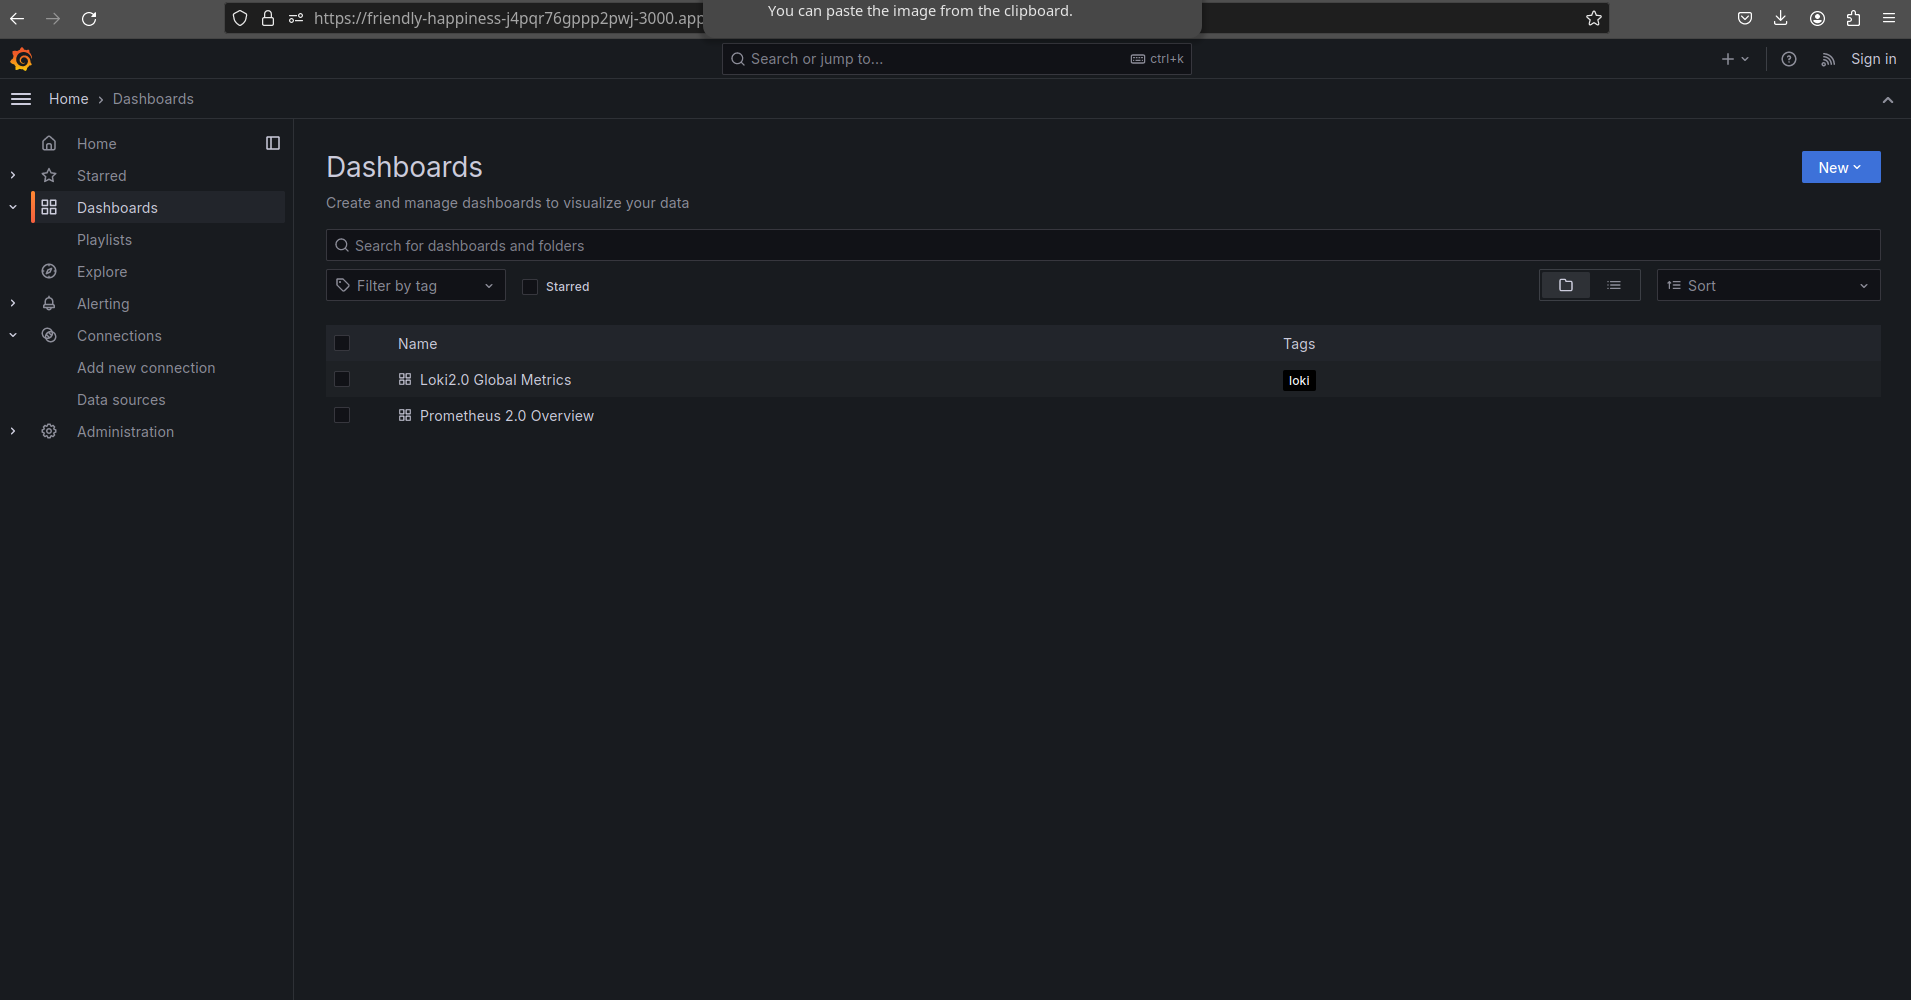 You can paste the image from the clipboard.
https://friendly-happiness-j4pqr76gppp2pwj-3000.app
Search or jump to...
ctrl+k
Sign in
Home › Dashboards
Home
Starred
Dashboards
Playlists
Explore
Alerting
Connections
Add new connection
Data sources
Administration
Dashboards
New
Create and manage dashboards to visualize your data
Search for dashboards and folders
Filter by tag
Starred
Sort
Name
Tags
Loki2.0 Global Metrics
loki
Prometheus 2.0 Overview